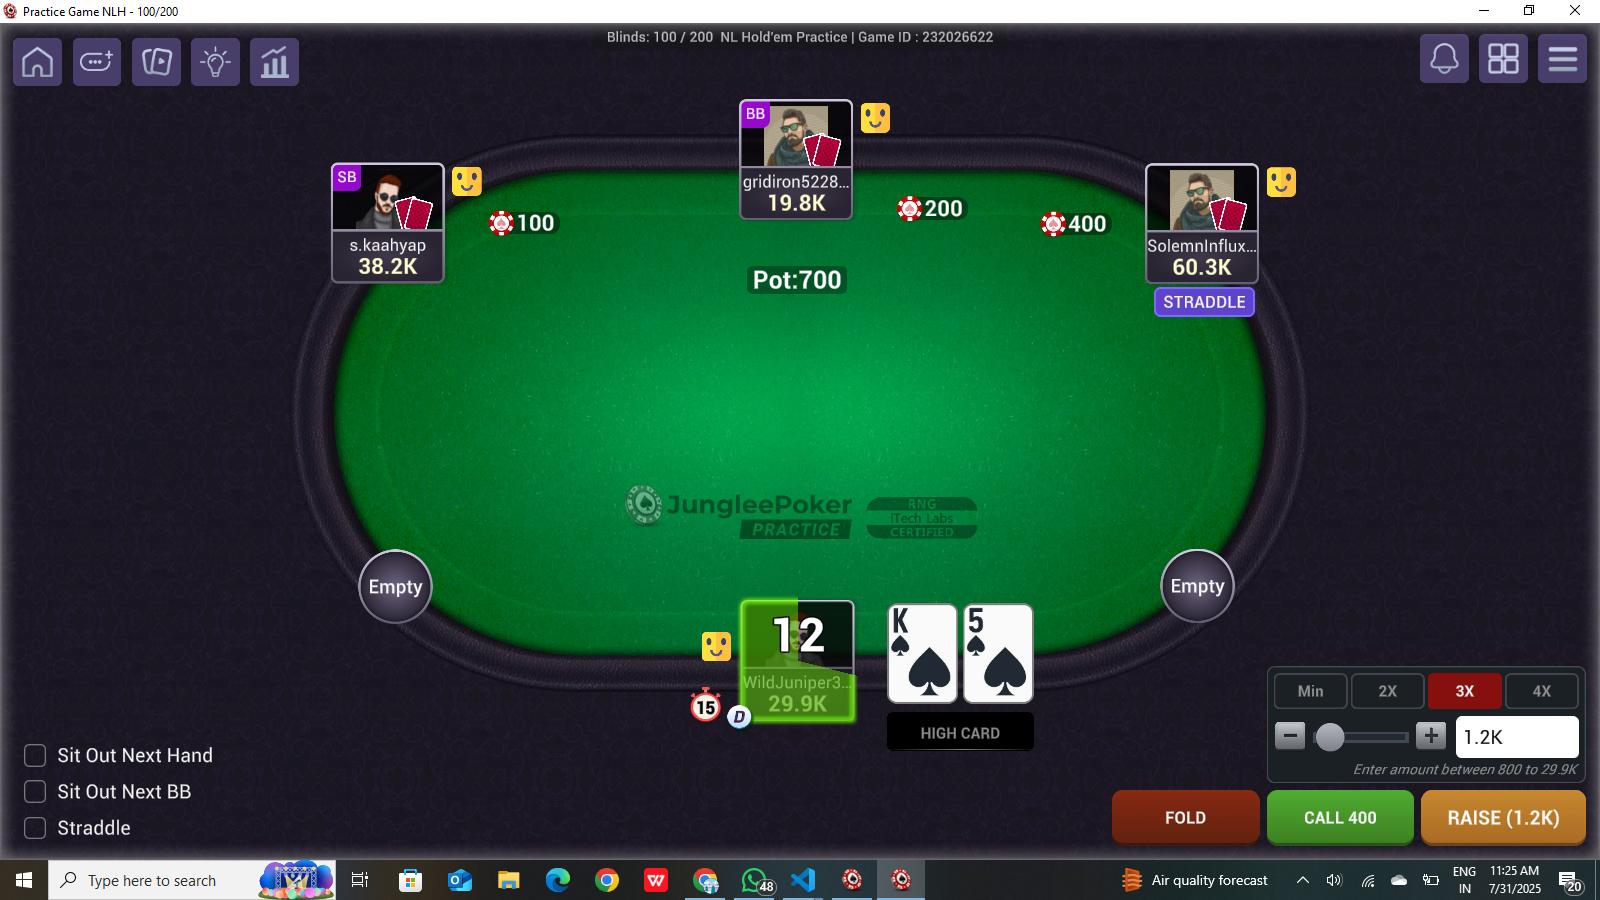 Practice Game NLH - 100/200
Blinds: 100 / 200 NL Hold'em Practice | Game ID : 232026622
BB
gridiron5228...
19.8K
SB
s.kaahyap
38.2K
SolemnInflux...
60.3K
STRADDLE
100
200
400
Pot:700
JungleePoker
PRACTICE
RNG
iTech Labs
CERTIFIED
Empty
Empty
12
WildJuniper3...
29.9K
15
D
K
5
HIGH CARD
Min
2X
3X
4X
1.2K
Enter amount between 800 to 29.9K
Sit Out Next Hand
Sit Out Next BB
Straddle
FOLD
CALL 400
RAISE (1.2K)
Type here to search
48
Air quality forecast
ENG
IN
11:25 AM
7/31/2025
20